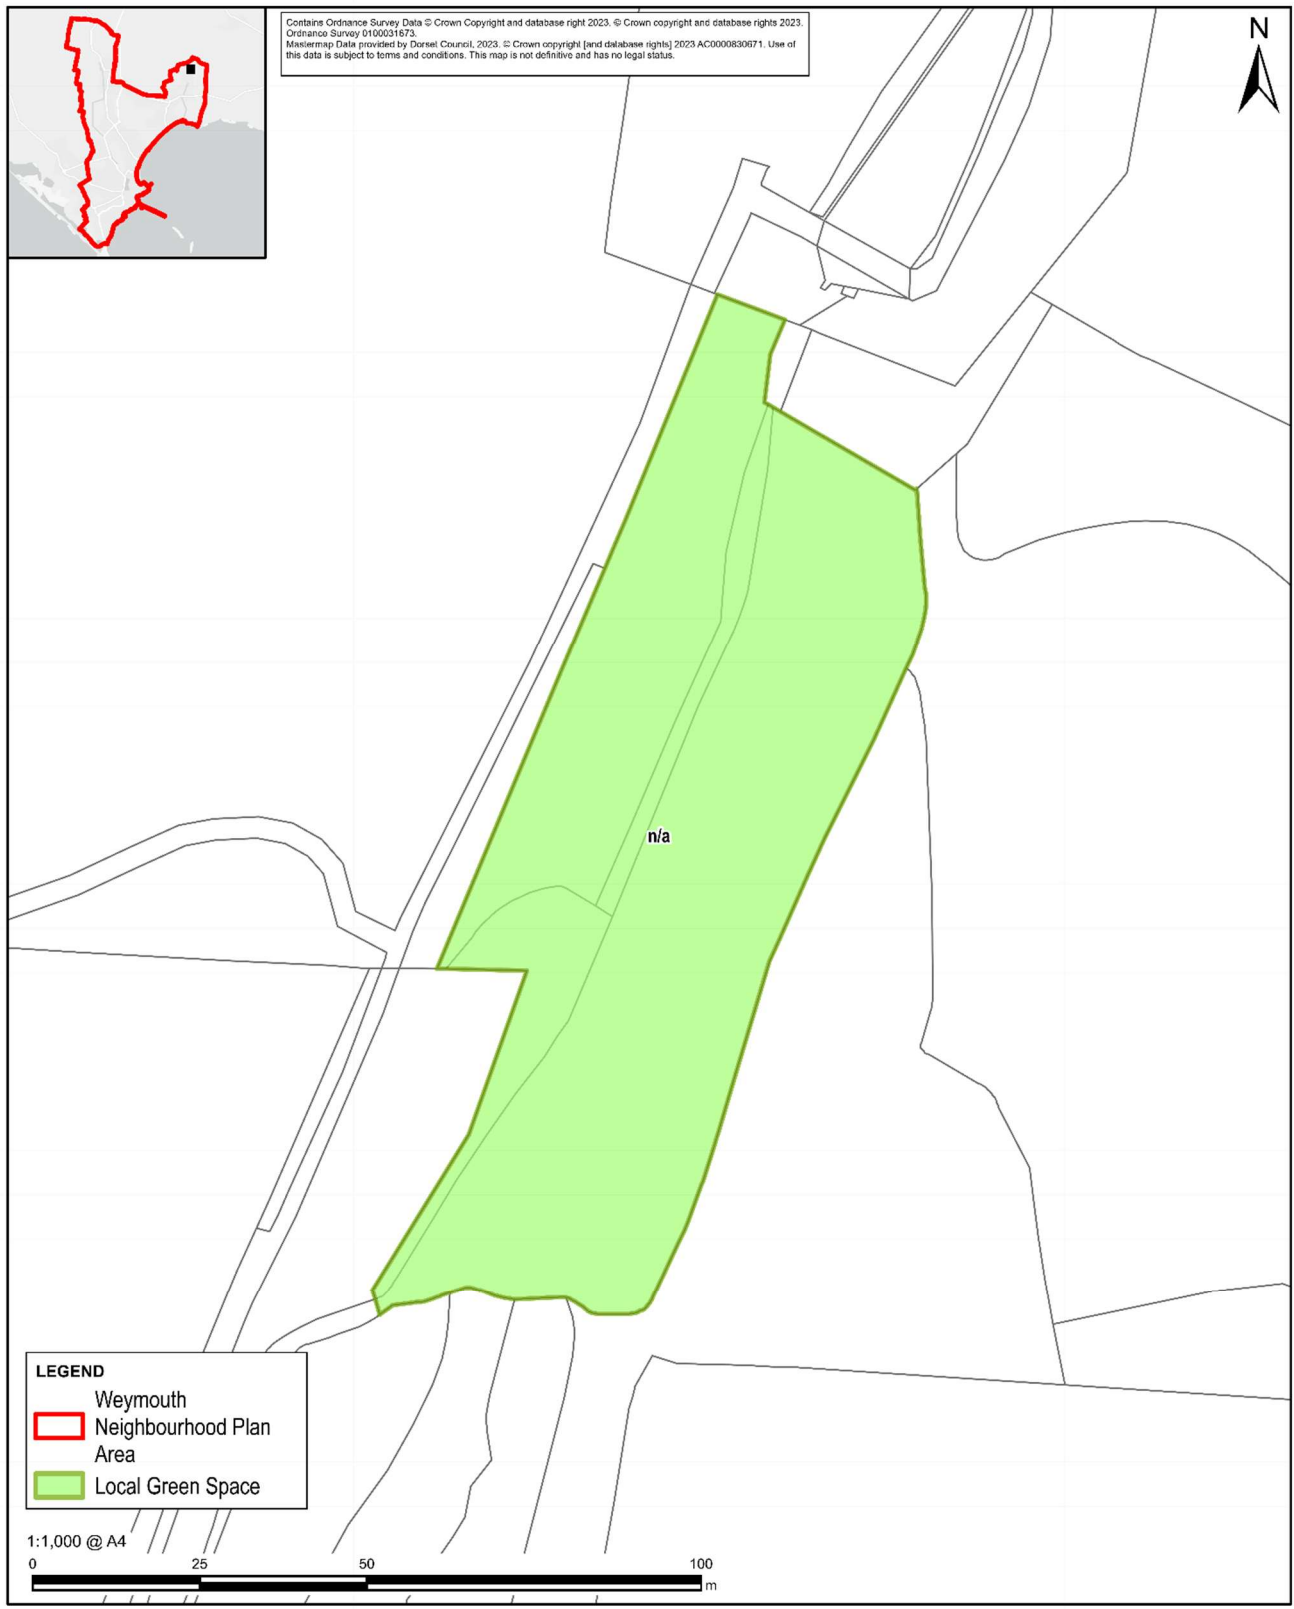 Contains Ordnance Survey Data © Crown Copyright and database right 2023. © Crown copyright and database rights 2023.
Ordnance Survey 0100031673.
Mastermap Data provided by Dorset Council, 2023. © Crown copyright [and database rights] 2023 AC0000830671. Use of
this data is subject to terms and conditions. This map is not definitive and has no legal status.
N
n/a
LEGEND
Weymouth
Neighbourhood Plan
Area
Local Green Space
1:1,000 @ A4
0 25 50 100
m